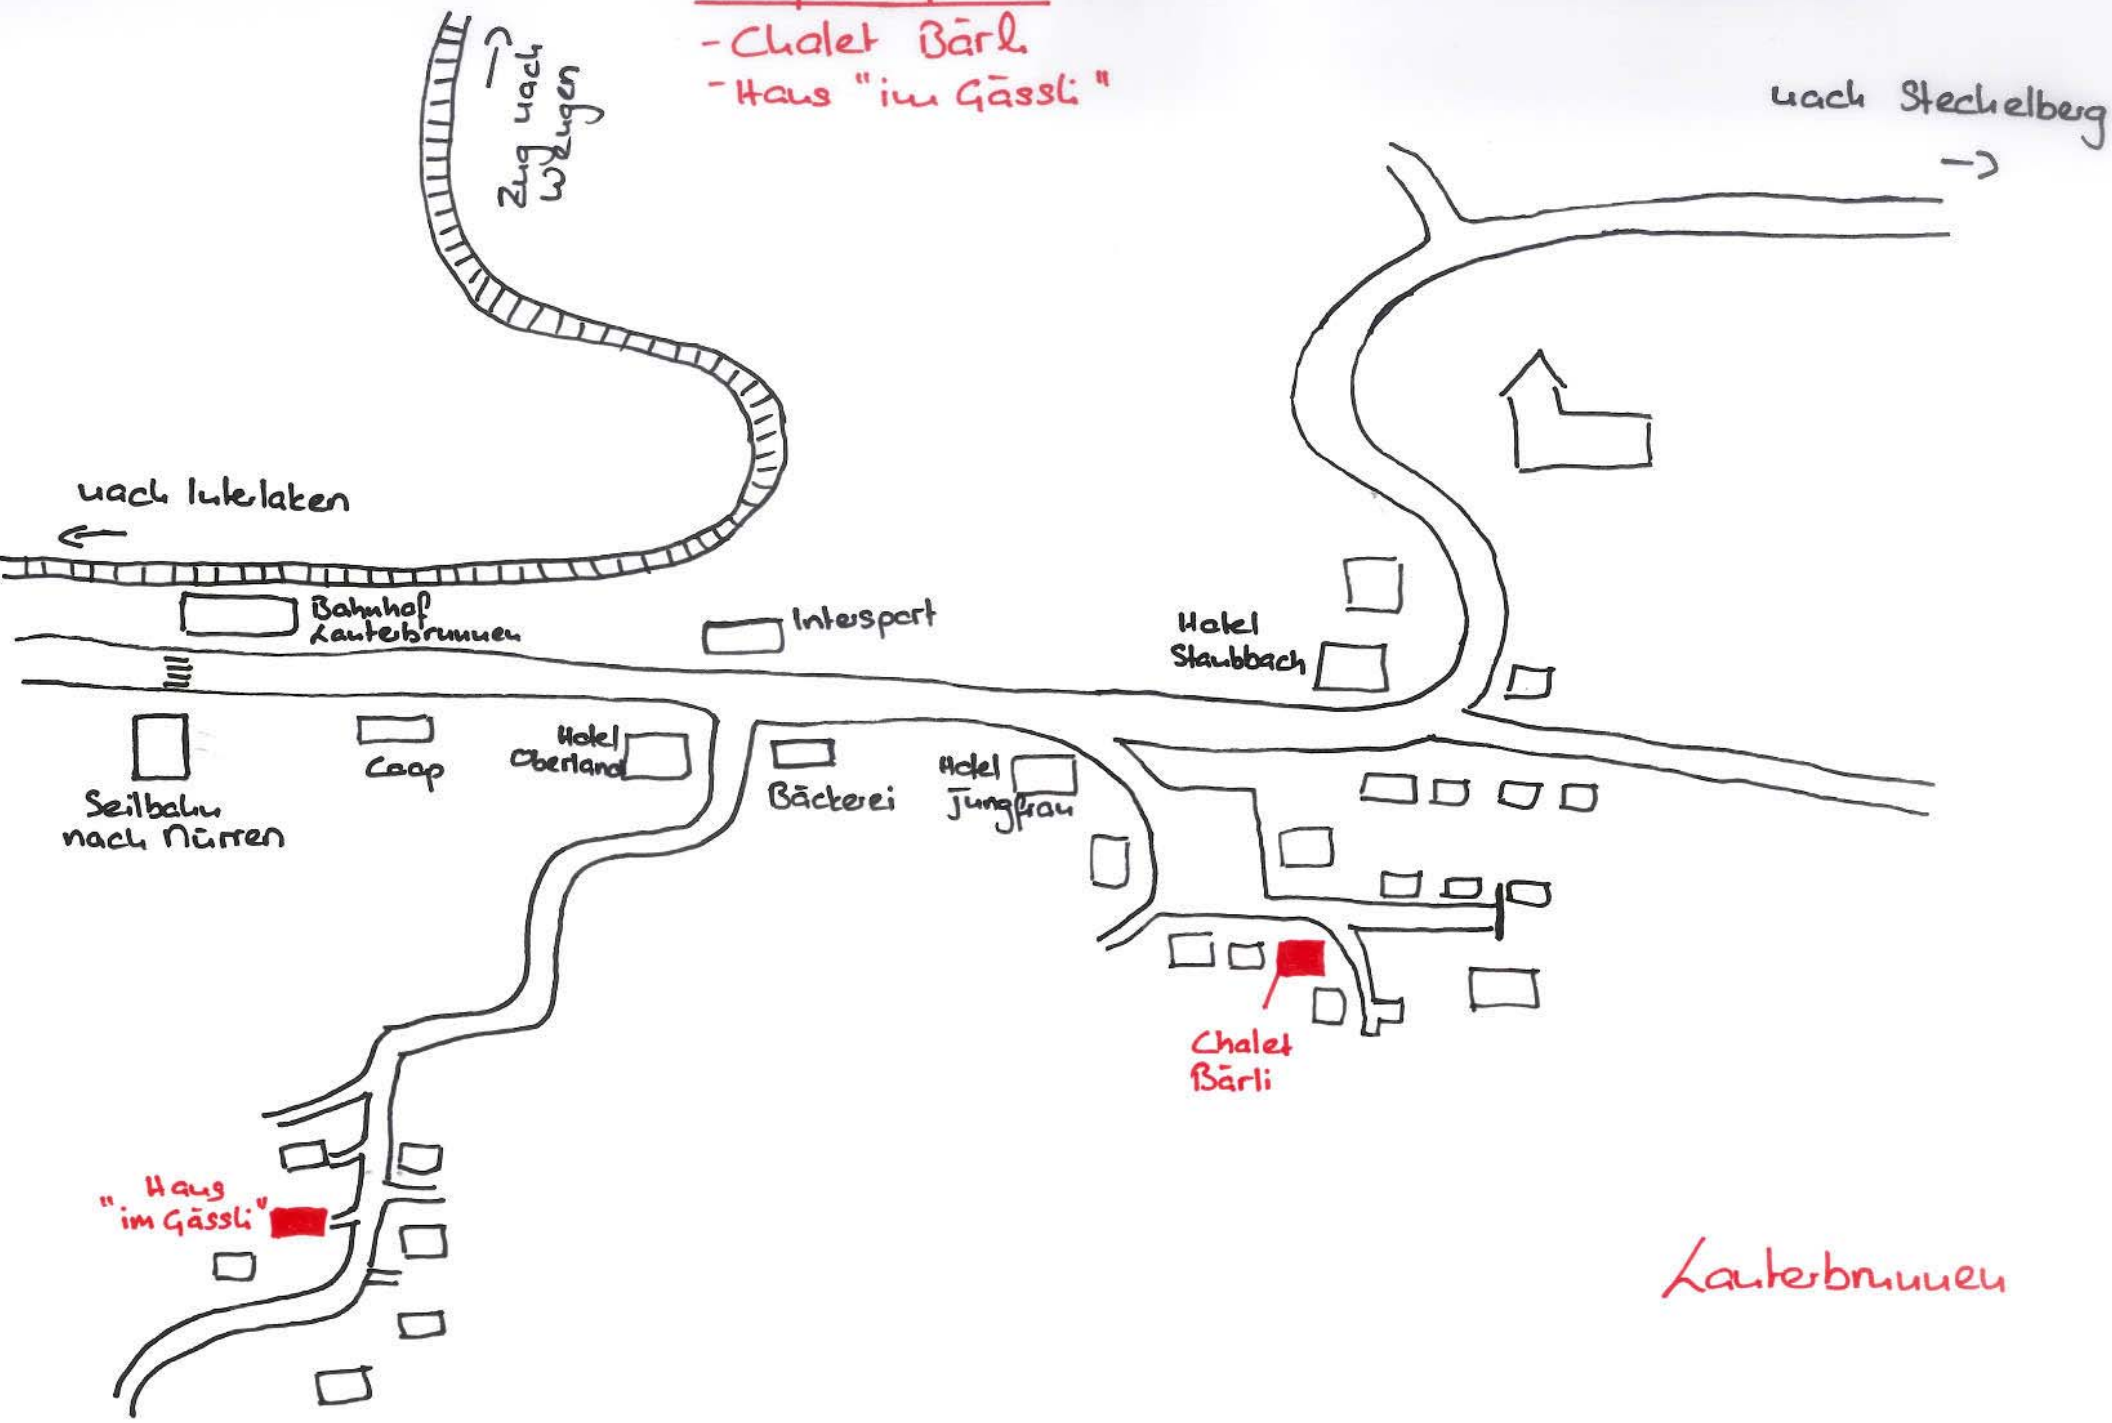 - Chalet Bärli
- Haus "im Gässli"
nach Stechelberg
Zug nach
Wengen
nach Interlaken
Bahnhof
Lauterbrunnen
Intersport
Hotel
Staubbach
Seilbahn
nach Mürren
Coop
Hotel
Oberland
Bäckerei
Hotel
Jungfrau
Chalet
Bärli
Haus
"im Gässli"
Lauterbrunnen